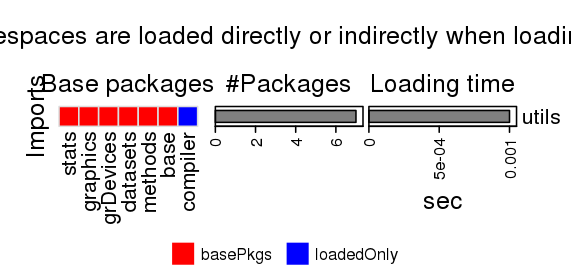 espaces are loaded directly or indirectly when loadin
Base packages #Packages Loading time
Imports
utils
stats
graphics
grDevices
datasets
methods
base
compiler
0 2 4 6
0 5e-04 0.001
sec
basePkgs loadedOnly